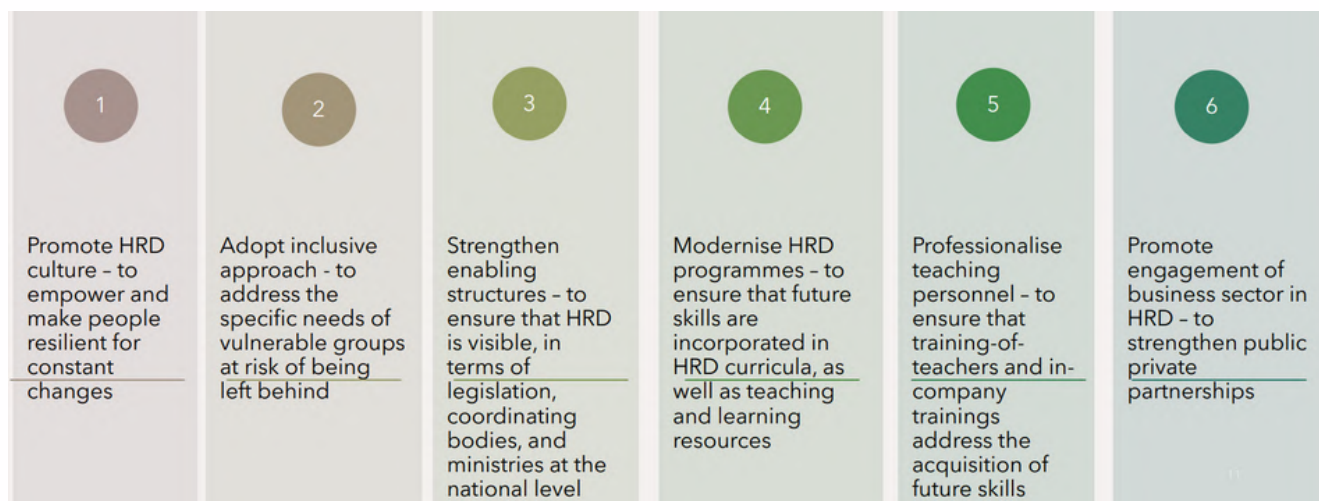 1
Promote HRD
culture – to
empower and
make people
resilient for
constant
changes
2
Adopt inclusive
approach - to
address the
specific needs of
vulnerable groups
at risk of being
left behind
3
Strengthen
enabling
structures – to
ensure that HRD
is visible, in
terms of
legislation,
coordinating
bodies, and
ministries at the
national level
4
Modernise HRD
programmes – to
ensure that future
skills are
incorporated in
HRD curricula, as
well as teaching
and learning
resources
5
Professionalise
teaching
personnel – to
ensure that
training-of-
teachers and in-
company
trainings
address the
acquisition of
future skills
6
Promote
engagement of
business sector in
HRD – to
strengthen public
private
partnerships
11